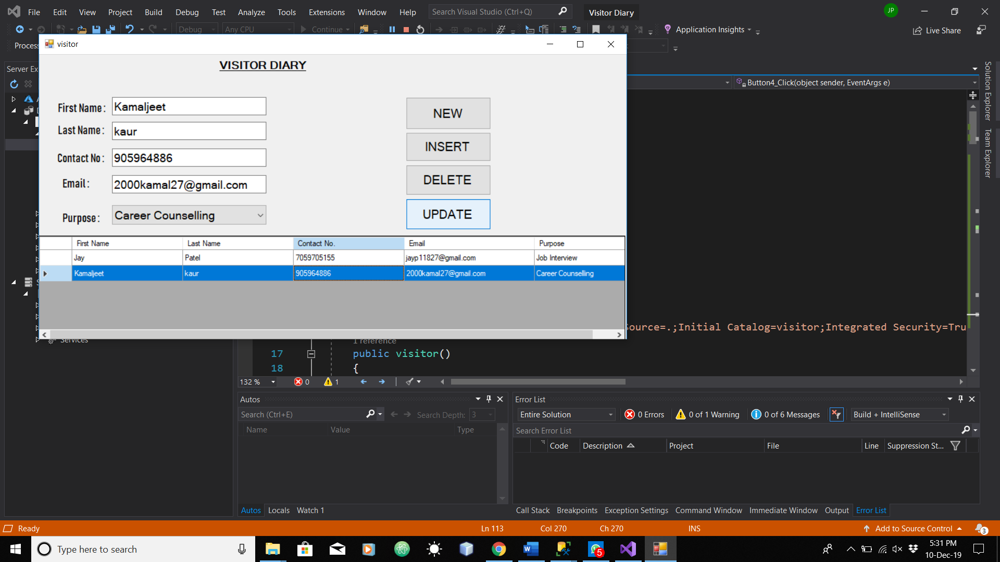 File Edit View Project Build Debug Test Analyze Tools Extensions Window Help Search Visual Studio (Ctrl+Q) Visitor Diary JP
Debug Any CPU Continue Application Insights Live Share
Process
visitor
VISITOR DIARY
Server Ex
Button4_Click(object sender, EventArgs e)
Solution Explorer
Team Explorer
First Name : Kamaljeet
Last Name : kaur
Contact No : 905964886
Email : 2000kamal27@gmail.com
Purpose : Career Counselling
NEW
INSERT
DELETE
UPDATE
First Name Last Name Contact No. Email Purpose
Jay Patel 7059705155 jayp11827@gmail.com Job Interview
Kamaljeet kaur 905964886 2000kamal27@gmail.com Career Counselling
Source=.;Initial Catalog=visitor;Integrated Security=Tru
Services
1 reference
17 public visitor()
18 {
132 % 0 1
Autos
Search (Ctrl+E) Search Depth: 3
Name Value Type
Autos Locals Watch 1
Error List
Entire Solution 0 Errors 0 of 1 Warning 0 of 6 Messages Build + IntelliSense
Search Error List
Code Description Project File Line Suppression St...
Call Stack Breakpoints Exception Settings Command Window Immediate Window Output Error List
Ready Ln 113 Col 270 Ch 270 INS Add to Source Control 3
Type here to search 5 5:31 PM
10-Dec-19